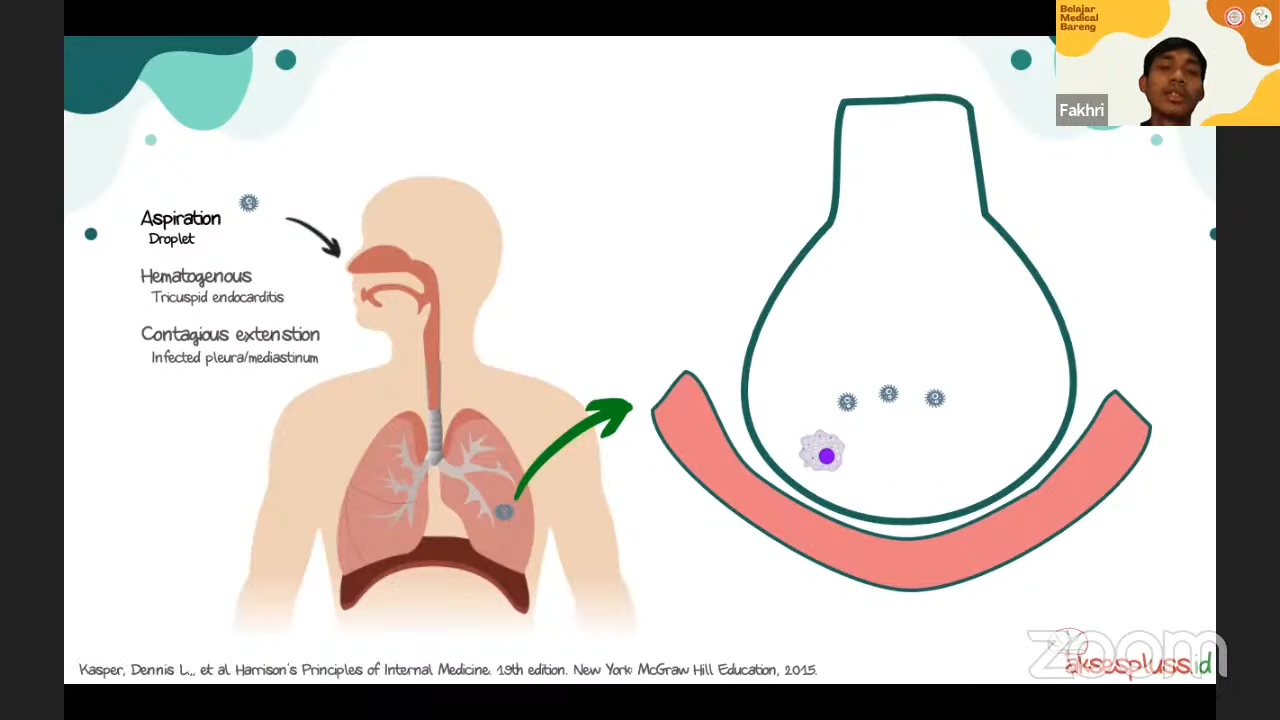 Belajar
Medical
Bareng
Fakhri
Aspiration
Droplet
Hematogenous
Tricuspid endocarditis
Contagious extenstion
Infected pleura/mediastinum
Kasper, Dennis L.,, et al. Harrison's Principles of Internal Medicine. 19th edition. New York: McGraw Hill Education, 2015.
zoom
aksespluss.id